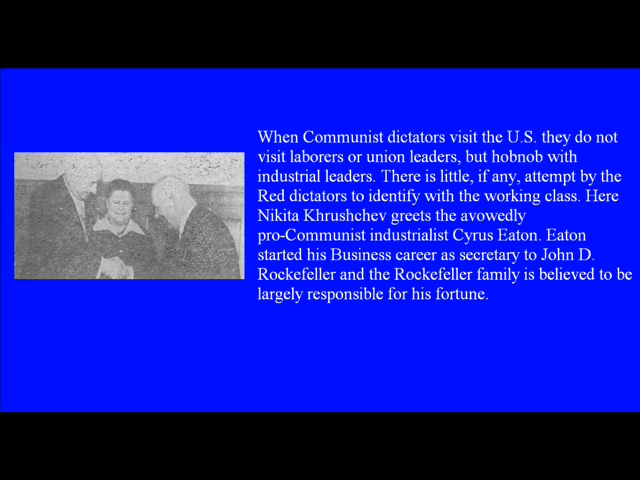 When Communist dictators visit the U.S. they do not
visit laborers or union leaders, but hobnob with
industrial leaders. There is little, if any, attempt by the
Red dictators to identify with the working class. Here
Nikita Khrushchev greets the avowedly
pro-Communist industrialist Cyrus Eaton. Eaton
started his Business career as secretary to John D.
Rockefeller and the Rockefeller family is believed to be
largely responsible for his fortune.